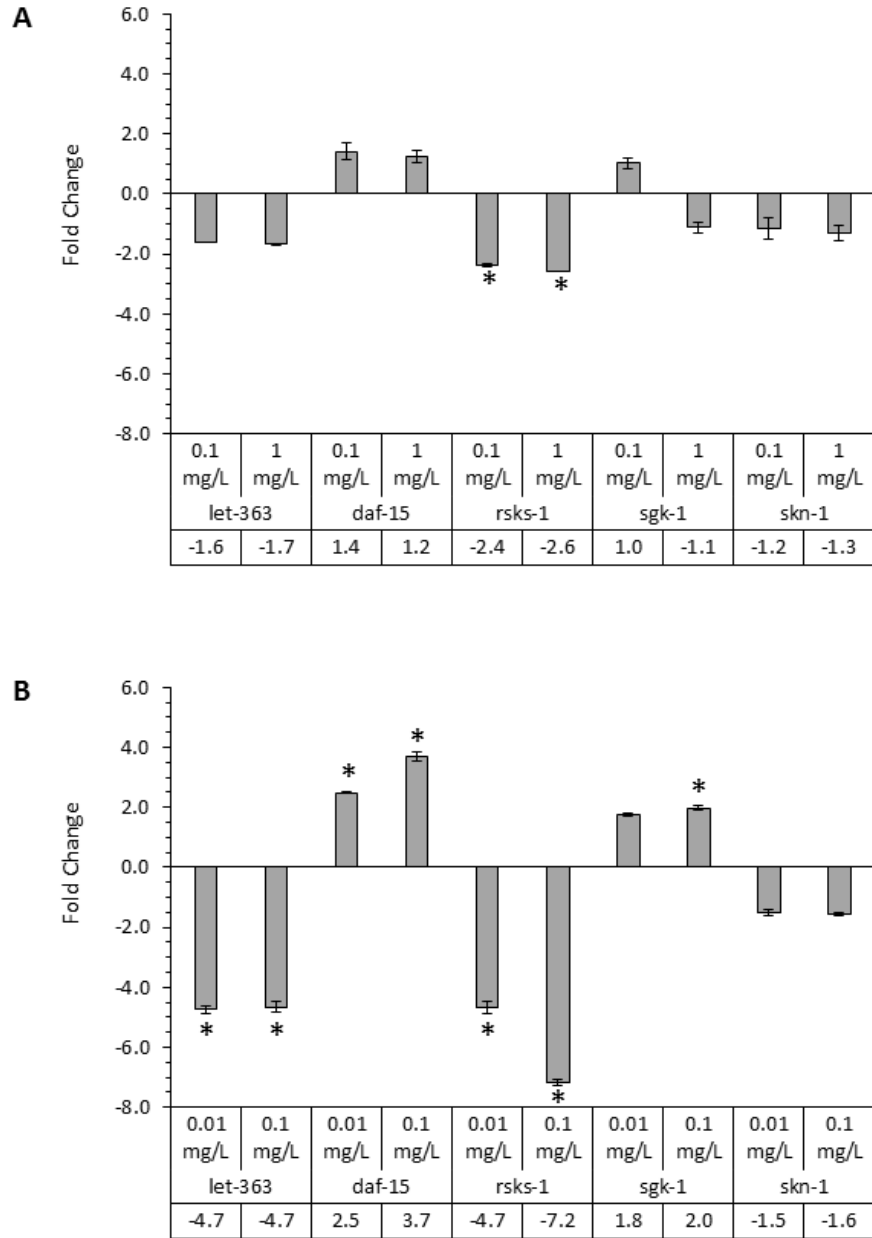 A
6.0
4.0
2.0
0.0
-2.0
-4.0
-6.0
-8.0
Fold Change
* *
0.1 1 0.1 1 0.1 1 0.1 1 0.1 1
mg/L mg/L mg/L mg/L mg/L mg/L mg/L mg/L mg/L mg/L
let-363 daf-15 rsks-1 sgk-1 skn-1
-1.6 -1.7 1.4 1.2 -2.4 -2.6 1.0 -1.1 -1.2 -1.3
B
6.0
4.0
2.0
0.0
-2.0
-4.0
-6.0
-8.0
Fold Change
* * * * * * *
0.01 0.1 0.01 0.1 0.01 0.1 0.01 0.1 0.01 0.1
mg/L mg/L mg/L mg/L mg/L mg/L mg/L mg/L mg/L mg/L
let-363 daf-15 rsks-1 sgk-1 skn-1
-4.7 -4.7 2.5 3.7 -4.7 -7.2 1.8 2.0 -1.5 -1.6